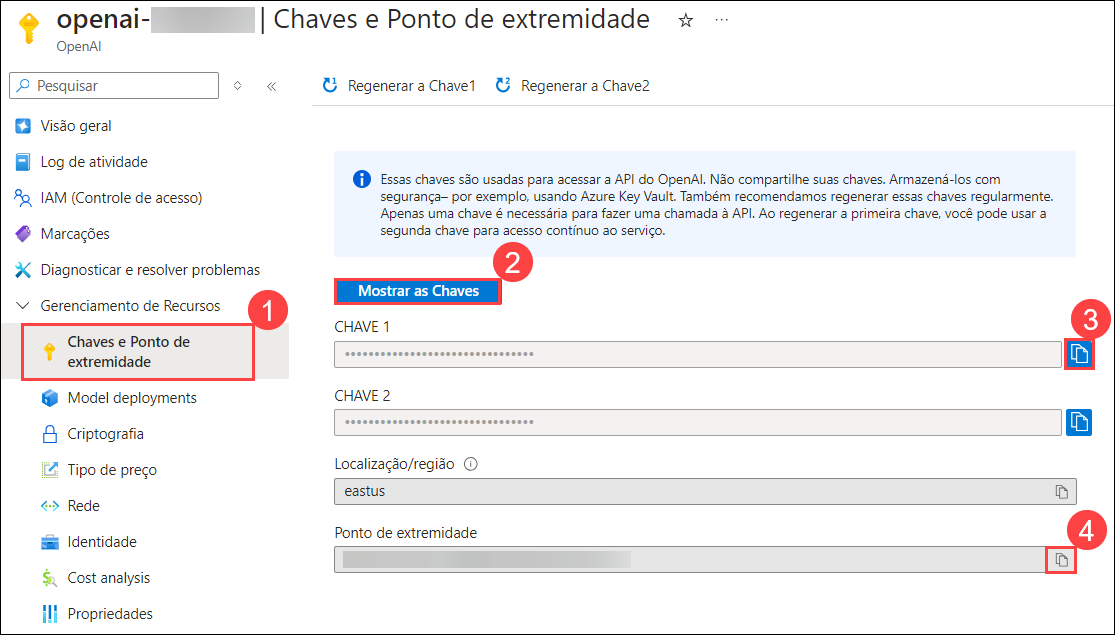 openai- | Chaves e Ponto de extremidade ☆ ...
OpenAI
Pesquisar
Regenerar a Chave1
Regenerar a Chave2
Visão geral
Log de atividade
IAM (Controle de acesso)
Marcações
Diagnosticar e resolver problemas
Gerenciamento de Recursos
1
Chaves e Ponto de
extremidade
Model deployments
Criptografia
Tipo de preço
Rede
Identidade
Cost analysis
Propriedades
Essas chaves são usadas para acessar a API do OpenAI. Não compartilhe suas chaves. Armazená-los com
segurança– por exemplo, usando Azure Key Vault. Também recomendamos regenerar essas chaves regularmente.
Apenas uma chave é necessária para fazer uma chamada à API. Ao regenerar a primeira chave, você pode usar a
segunda chave para acesso contínuo ao serviço.
2
Mostrar as Chaves
CHAVE 1
3
CHAVE 2
Localização/região
eastus
Ponto de extremidade
4